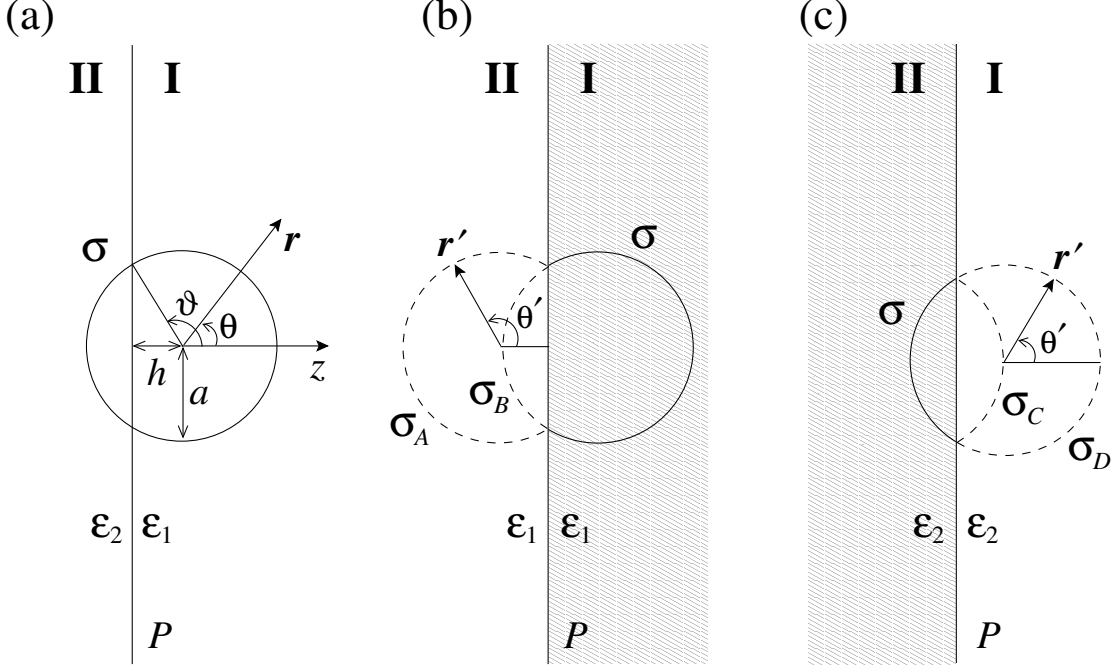 (a) (b) (c)
II I II I II I
σ r r′ σ r′
ϑ θ θ′ σ θ′
h z
a σB σC
σA σD
ε2 ε1 ε1 ε1 ε2 ε2
P P P